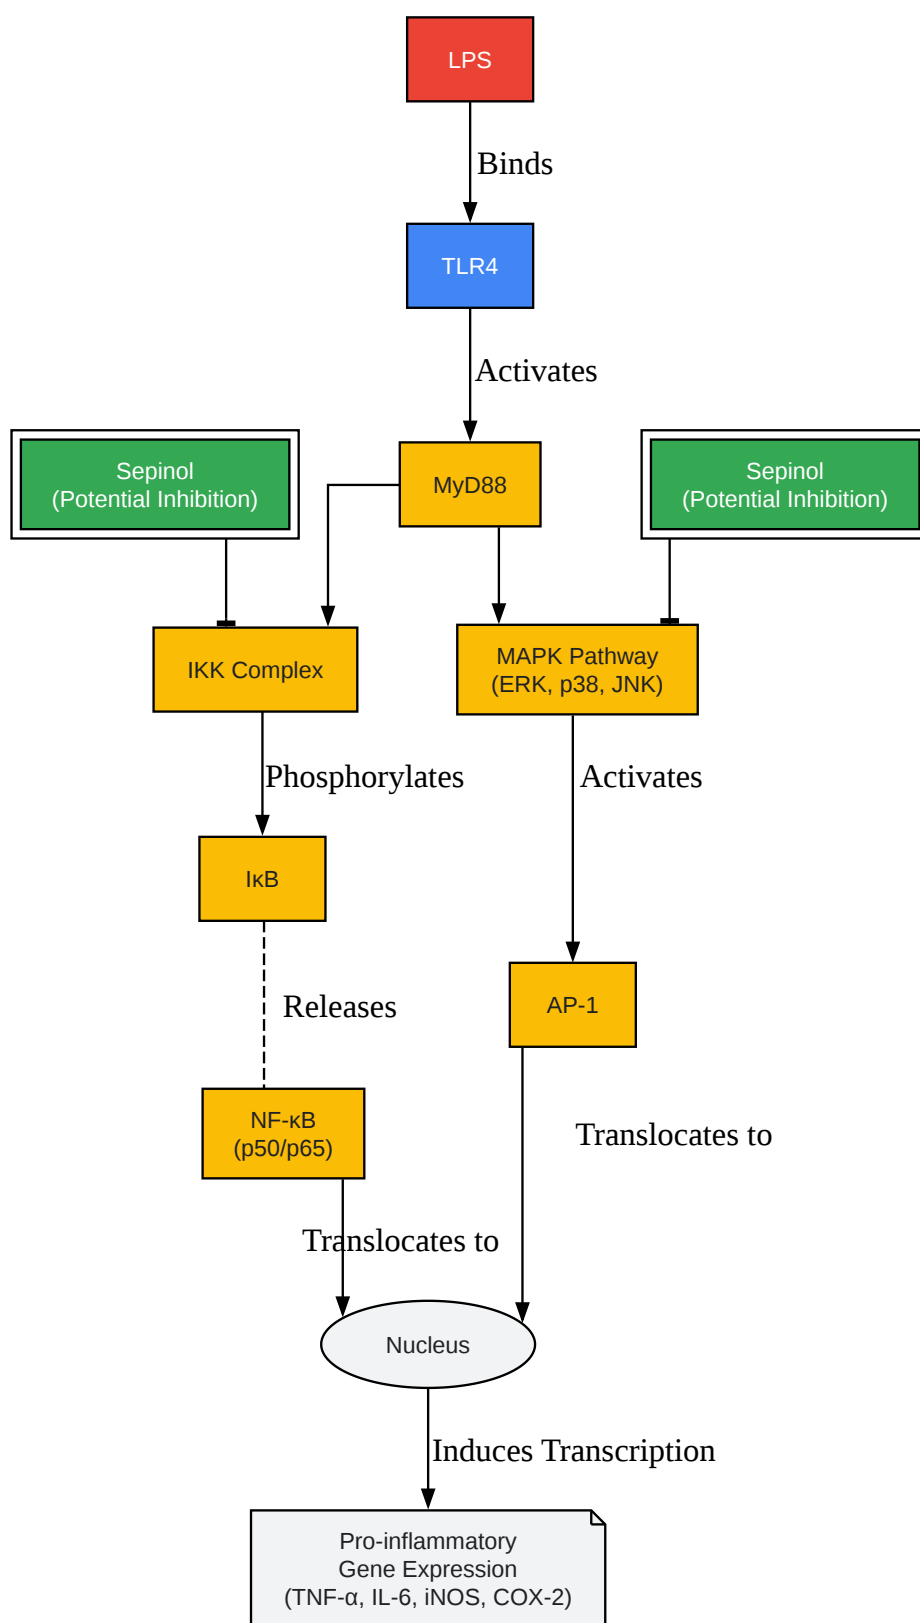 LPS
Binds
TLR4
Activates
Sepinol
(Potential Inhibition)
MyD88
Sepinol
(Potential Inhibition)
IKK Complex
MAPK Pathway
(ERK, p38, JNK)
Phosphorylates
Activates
IκB
Releases
AP-1
NF-κB
(p50/p65)
Translocates to
Translocates to
Nucleus
Induces Transcription
Pro-inflammatory
Gene Expression
(TNF-α, IL-6, iNOS, COX-2)